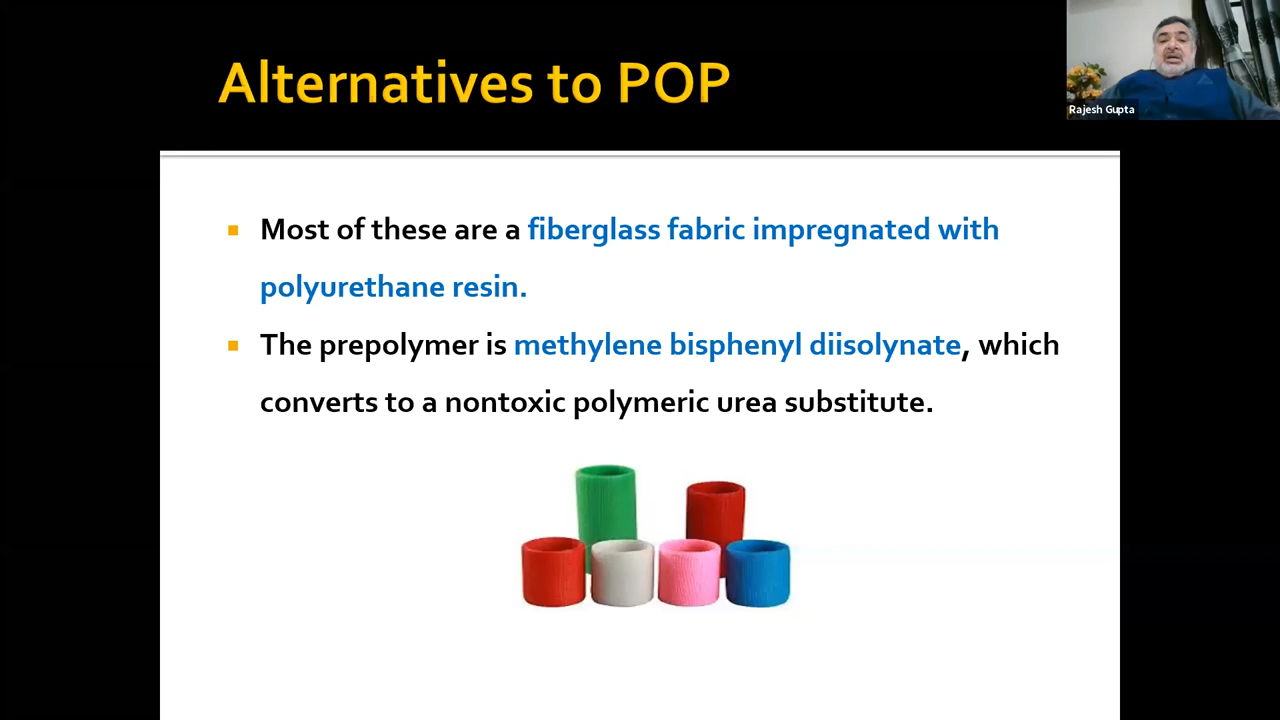 Alternatives to POP
Rajesh Gupta
Most of these are a fiberglass fabric impregnated with
polyurethane resin.
The prepolymer is methylene bisphenyl diisolynate, which
converts to a nontoxic polymeric urea substitute.